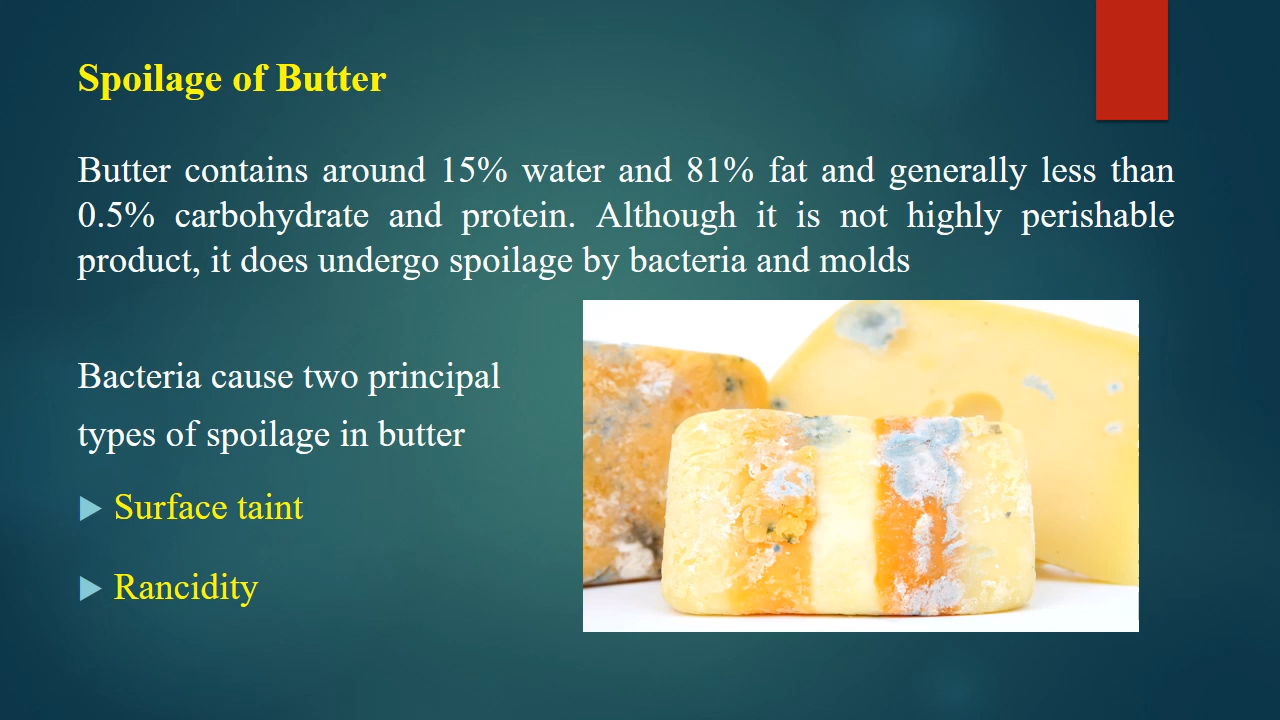 Spoilage of Butter
Butter contains around 15% water and 81% fat and generally less than
0.5% carbohydrate and protein. Although it is not highly perishable
product, it does undergo spoilage by bacteria and molds
Bacteria cause two principal
types of spoilage in butter
Surface taint
Rancidity